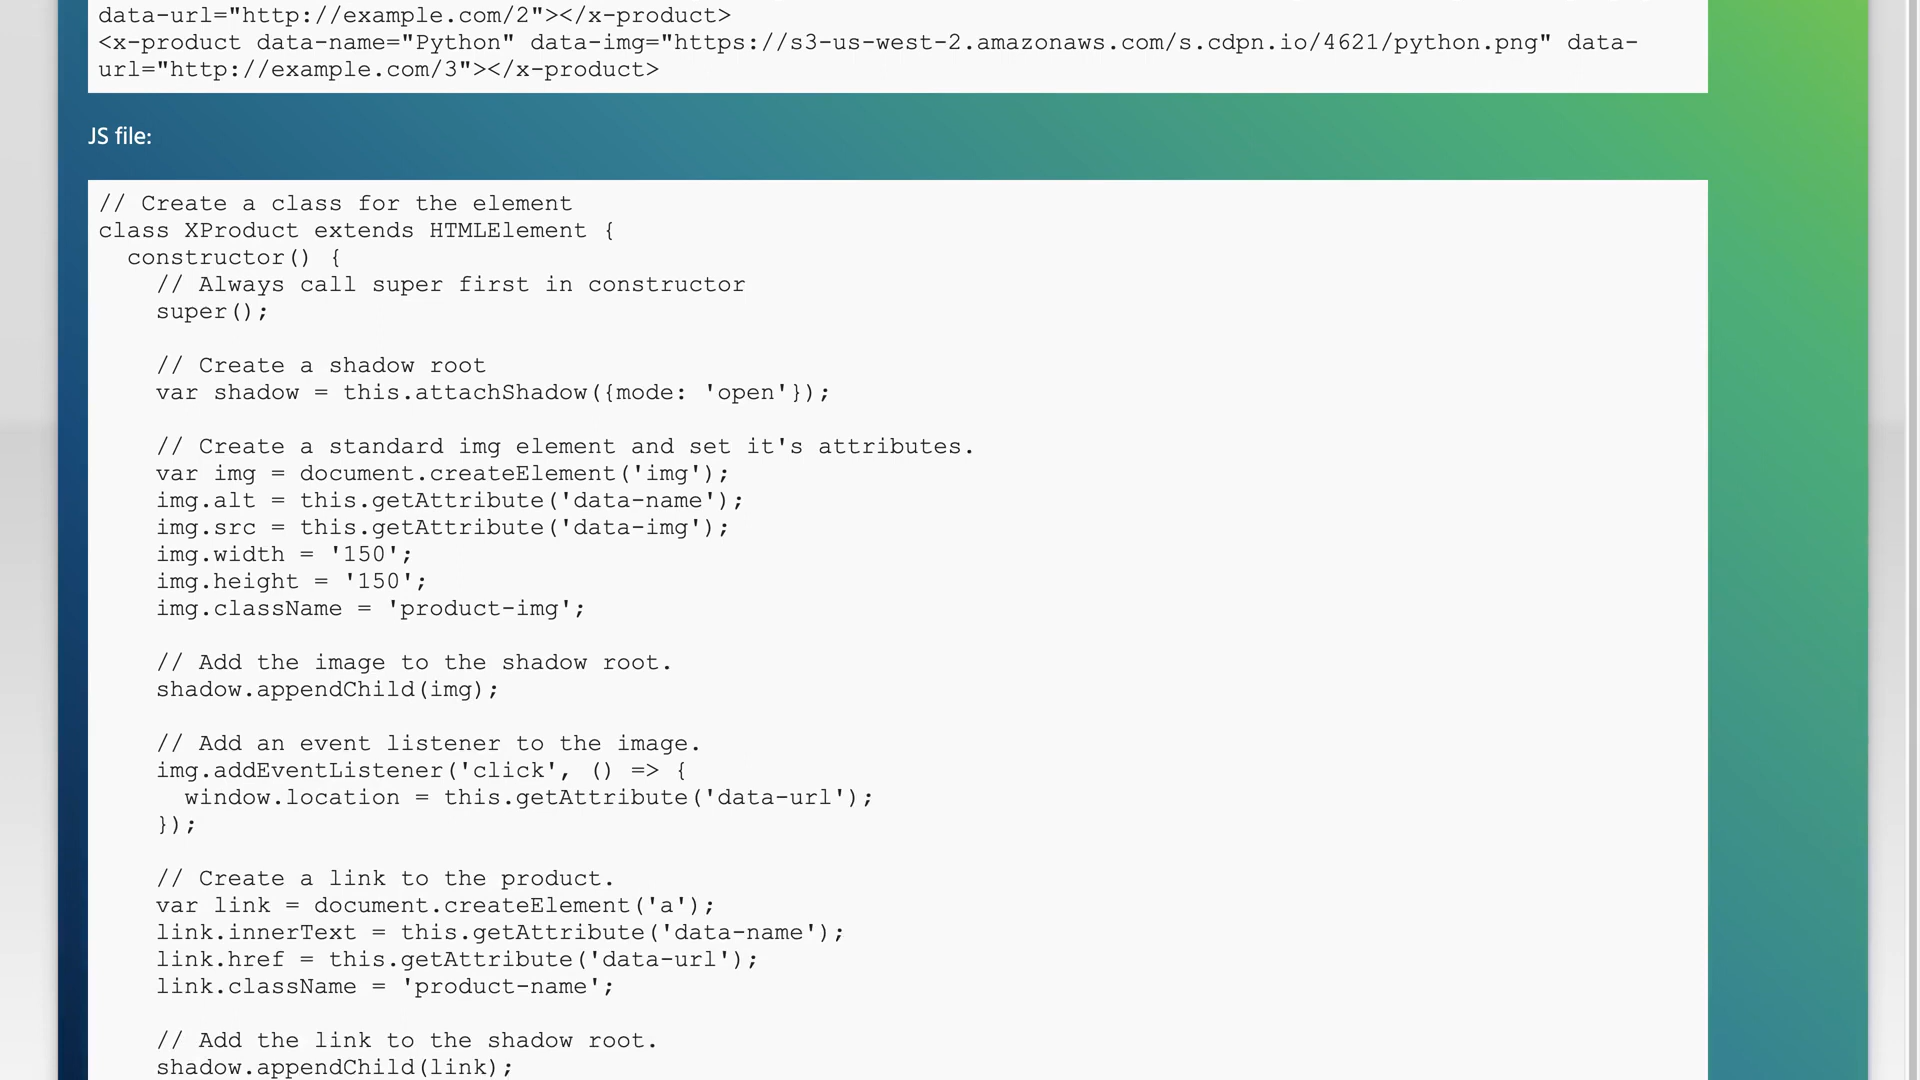 data-url="http://example.com/2"></x-product>
<x-product data-name="Python" data-img="https://s3-us-west-2.amazonaws.com/s.cdpn.io/4621/python.png" data-
url="http://example.com/3"></x-product>
JS file:
// Create a class for the element
class XProduct extends HTMLElement {
  constructor() {
    // Always call super first in constructor
    super();

    // Create a shadow root
    var shadow = this.attachShadow({mode: 'open'});

    // Create a standard img element and set it's attributes.
    var img = document.createElement('img');
    img.alt = this.getAttribute('data-name');
    img.src = this.getAttribute('data-img');
    img.width = '150';
    img.height = '150';
    img.className = 'product-img';

    // Add the image to the shadow root.
    shadow.appendChild(img);

    // Add an event listener to the image.
    img.addEventListener('click', () => {
      window.location = this.getAttribute('data-url');
    });

    // Create a link to the product.
    var link = document.createElement('a');
    link.innerText = this.getAttribute('data-name');
    link.href = this.getAttribute('data-url');
    link.className = 'product-name';

    // Add the link to the shadow root.
    shadow.appendChild(link);